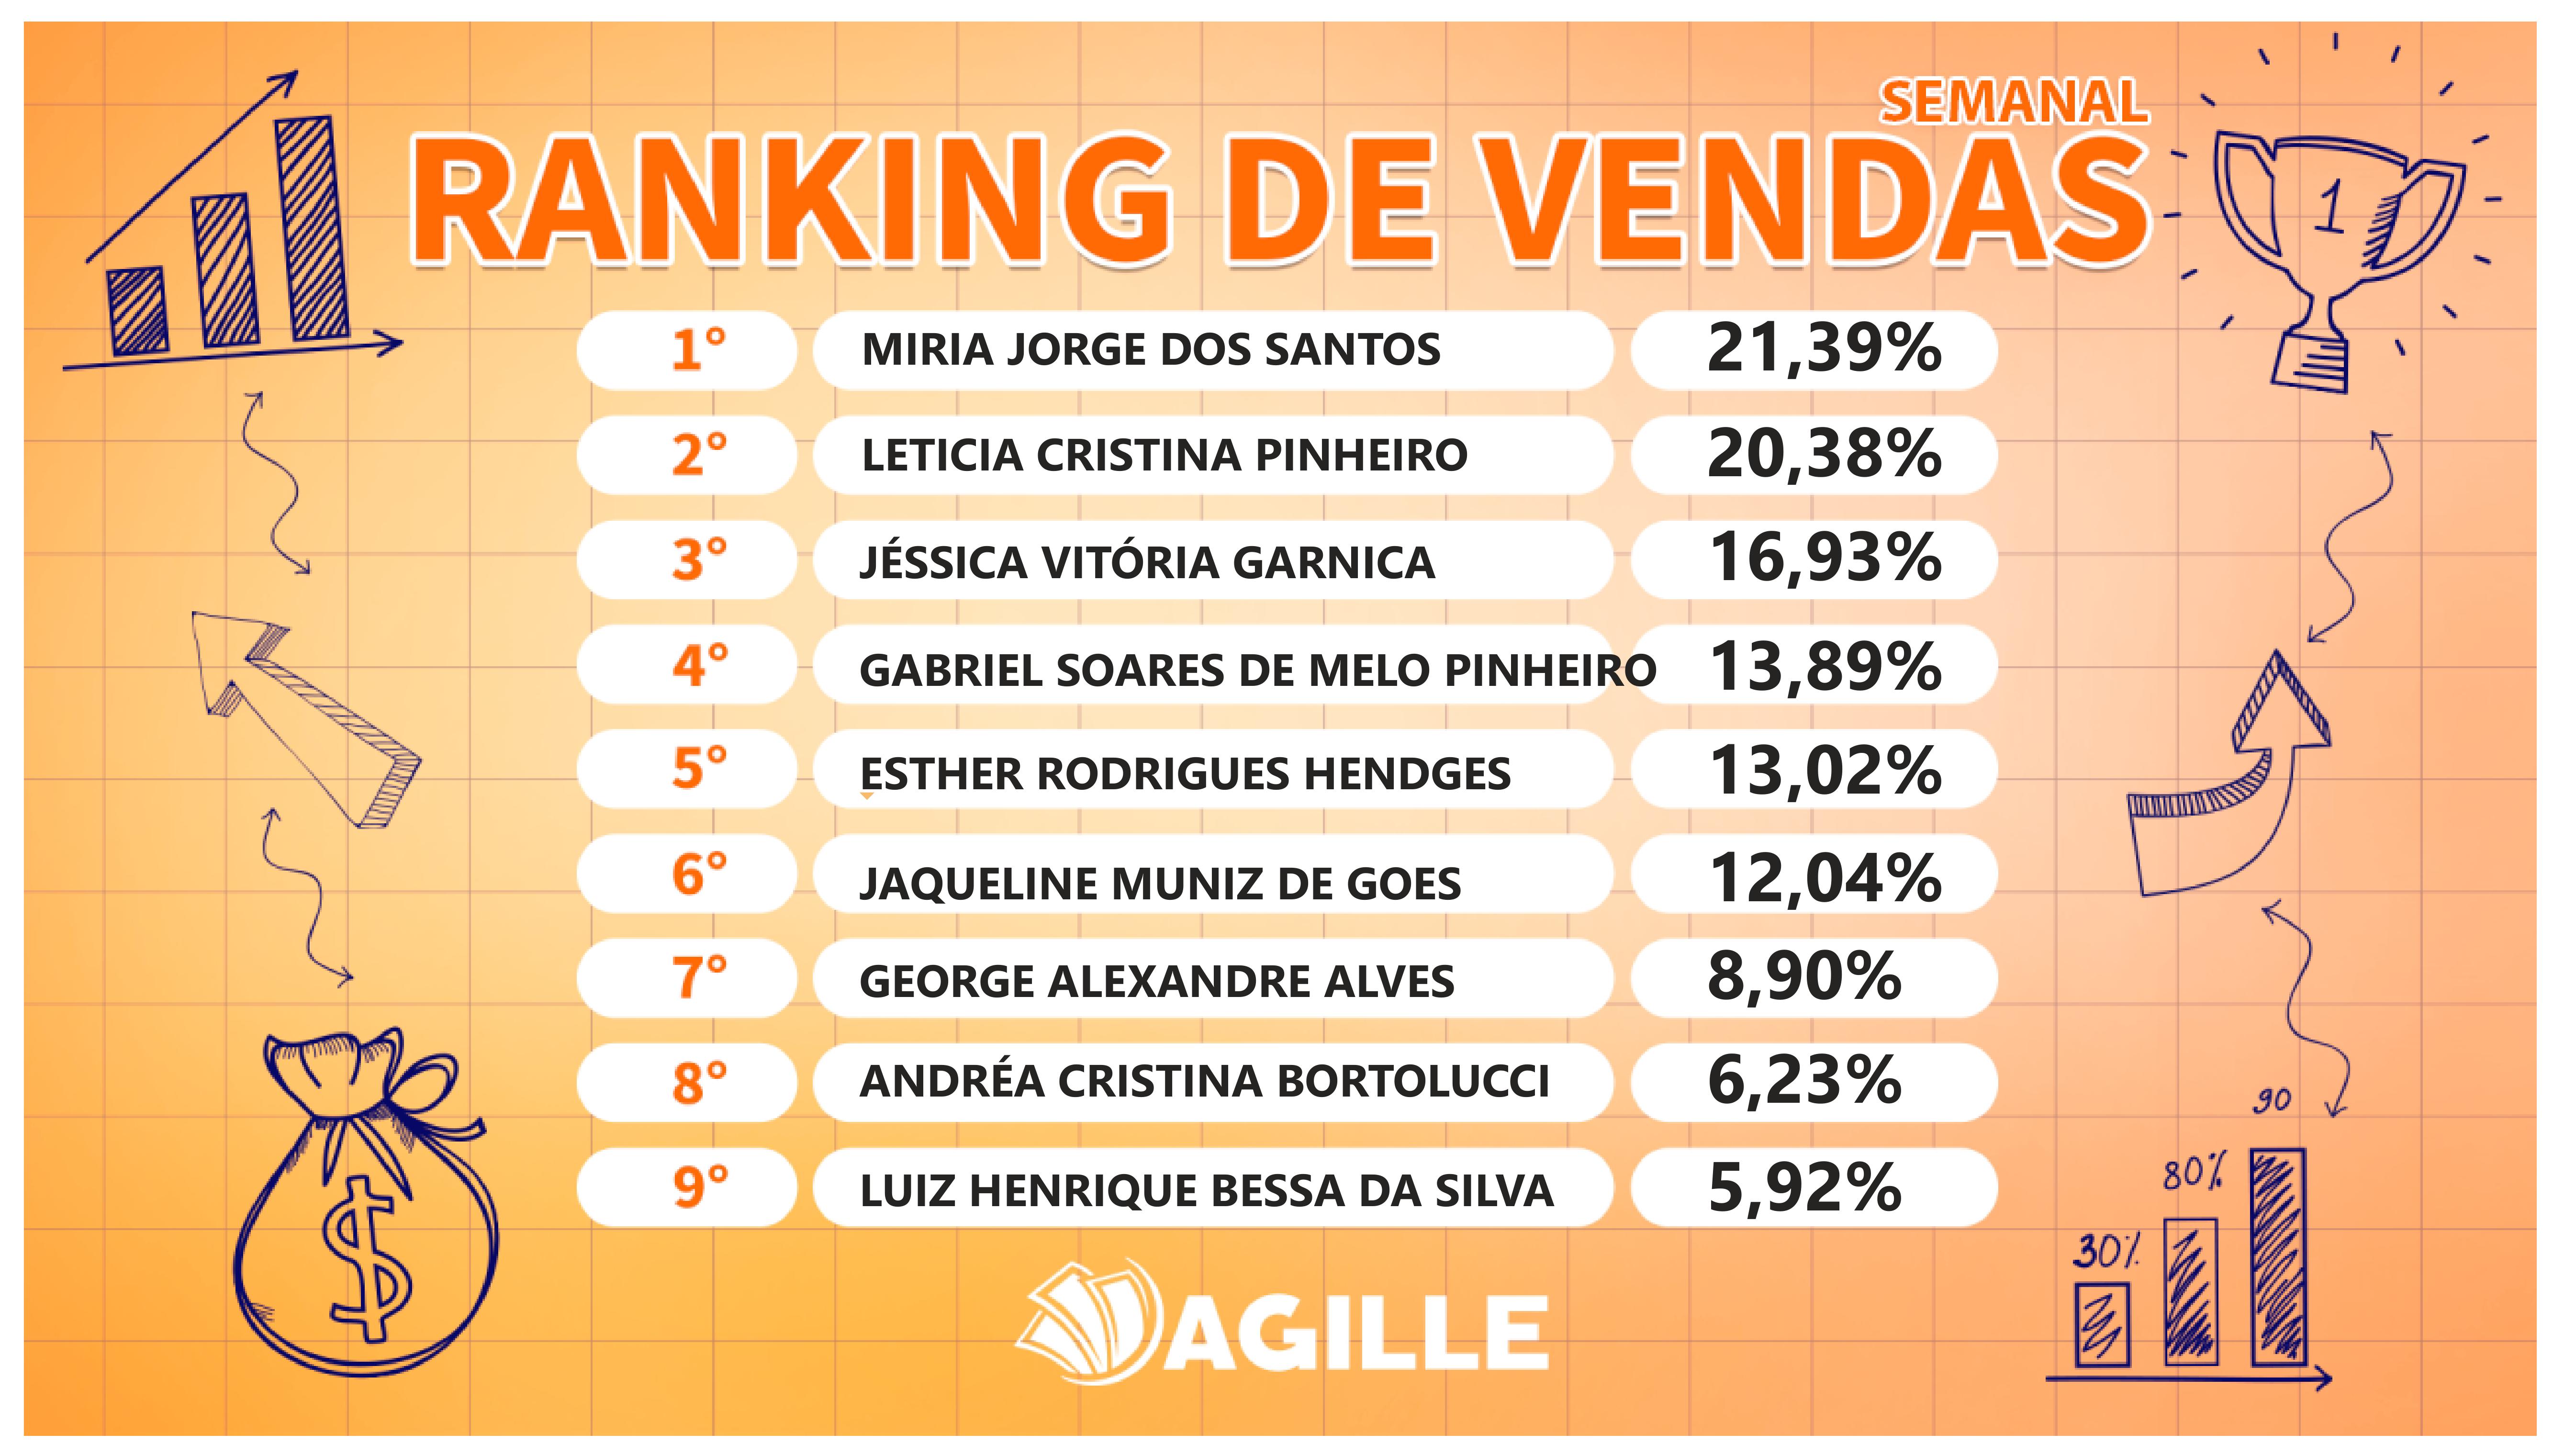 SEMANAL
RANKING DE VENDAS
1
1° MIRIA JORGE DOS SANTOS 21,39%
2° LETICIA CRISTINA PINHEIRO 20,38%
3° JÉSSICA VITÓRIA GARNICA 16,93%
4° GABRIEL SOARES DE MELO PINHEIRO 13,89%
5° ESTHER RODRIGUES HENDGES 13,02%
6° JAQUELINE MUNIZ DE GOES 12,04%
7° GEORGE ALEXANDRE ALVES 8,90%
8° ANDRÉA CRISTINA BORTOLUCCI 6,23%
9° LUIZ HENRIQUE BESSA DA SILVA 5,92%
$
90
80%
30%
AGILLE